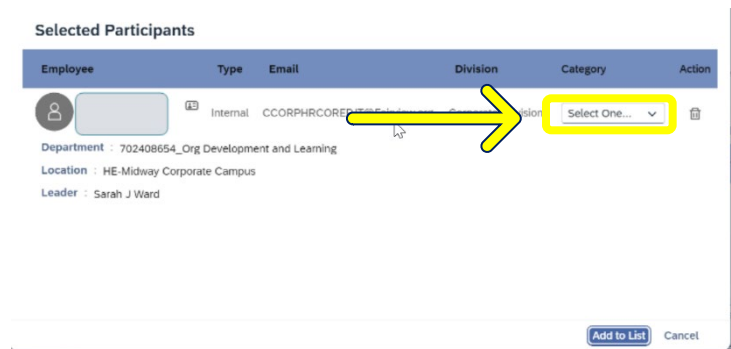 Selected Participants
Employee Type Email Division Category Action
Internal Select One...
Department : 702408654_Org Development and Learning
Location : HE-Midway Corporate Campus
Leader : Sarah J Ward
Add to List Cancel